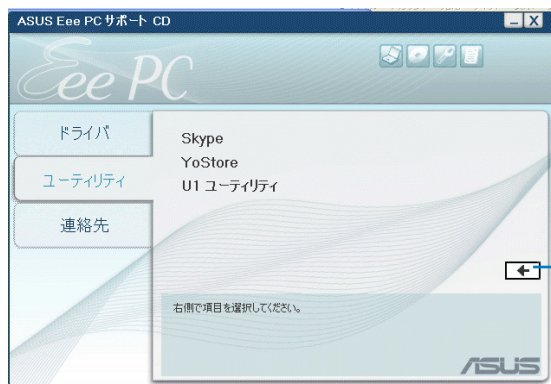 ASUS Eee PC サポート CD
Eee PC
ドライバ
ユーティリティ
連絡先
Skype
YoStore
U1 ユーティリティ
右側で項目を選択してください。
ASUS